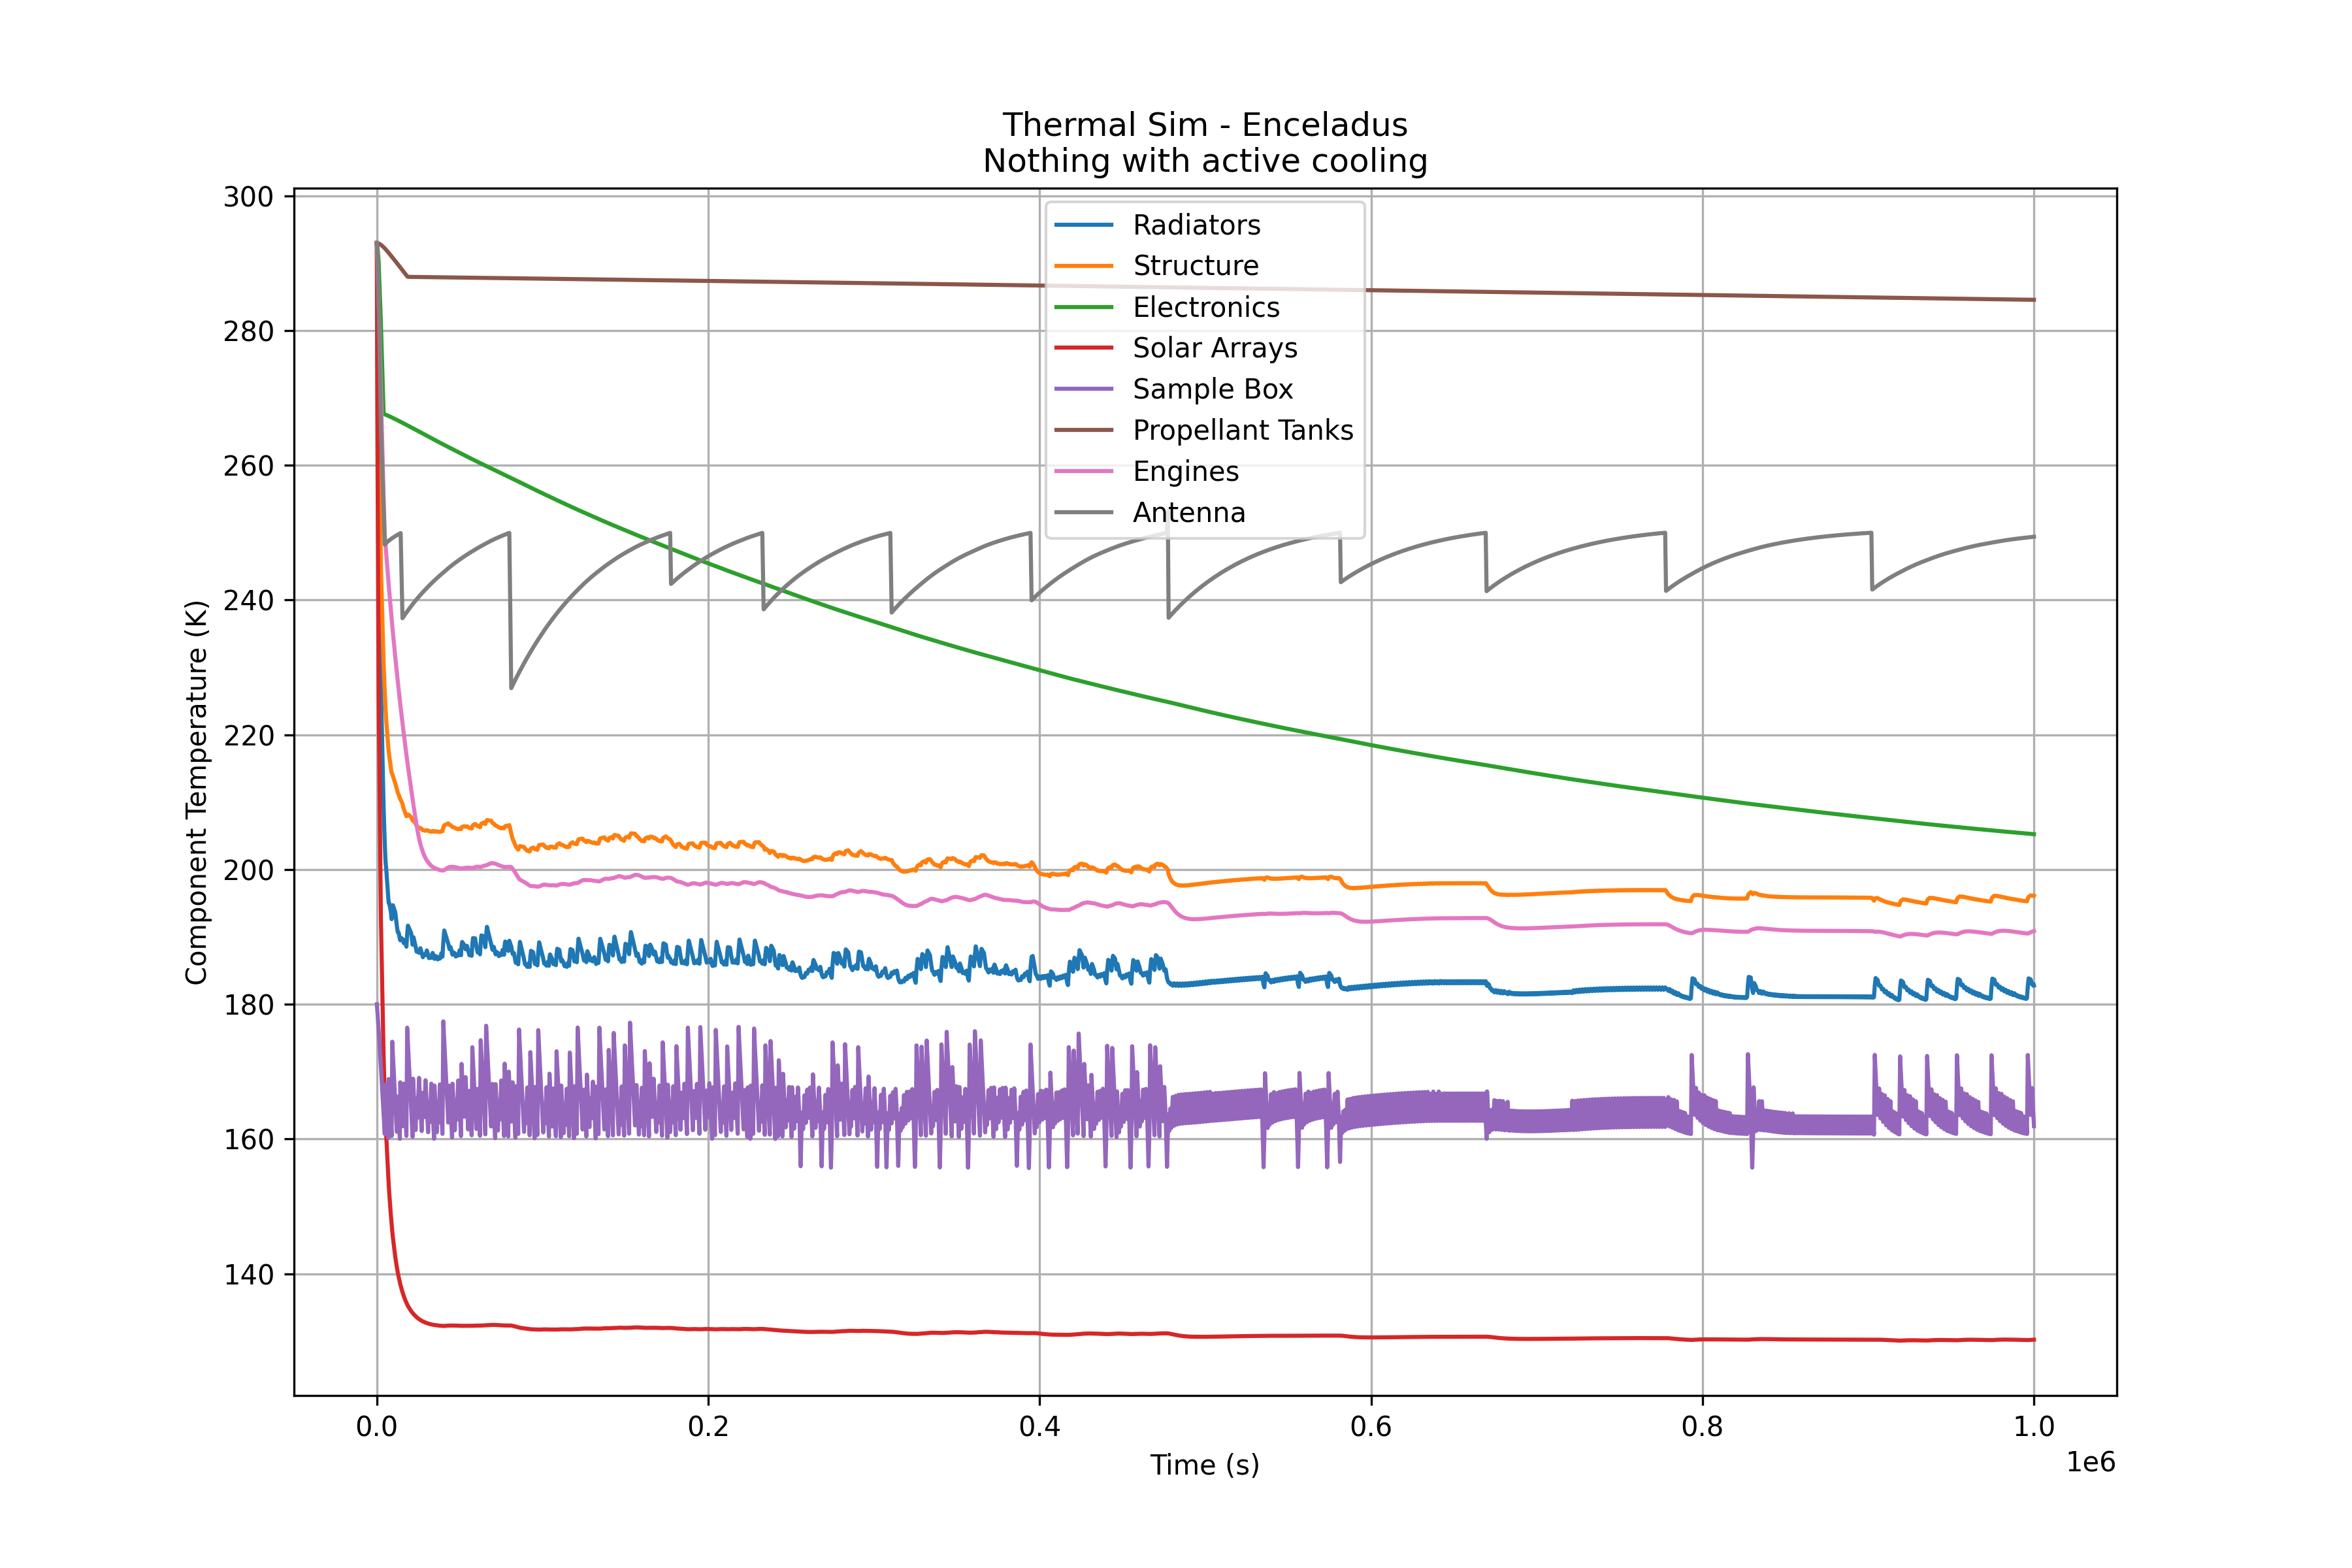 Thermal Sim - Enceladus
Nothing with active cooling
Component Temperature (K)
300
280
260
240
220
200
180
160
140
Radiators
Structure
Electronics
Solar Arrays
Sample Box
Propellant Tanks
Engines
Antenna
0.0 0.2 0.4 0.6 0.8 1.0
1e6
Time (s)